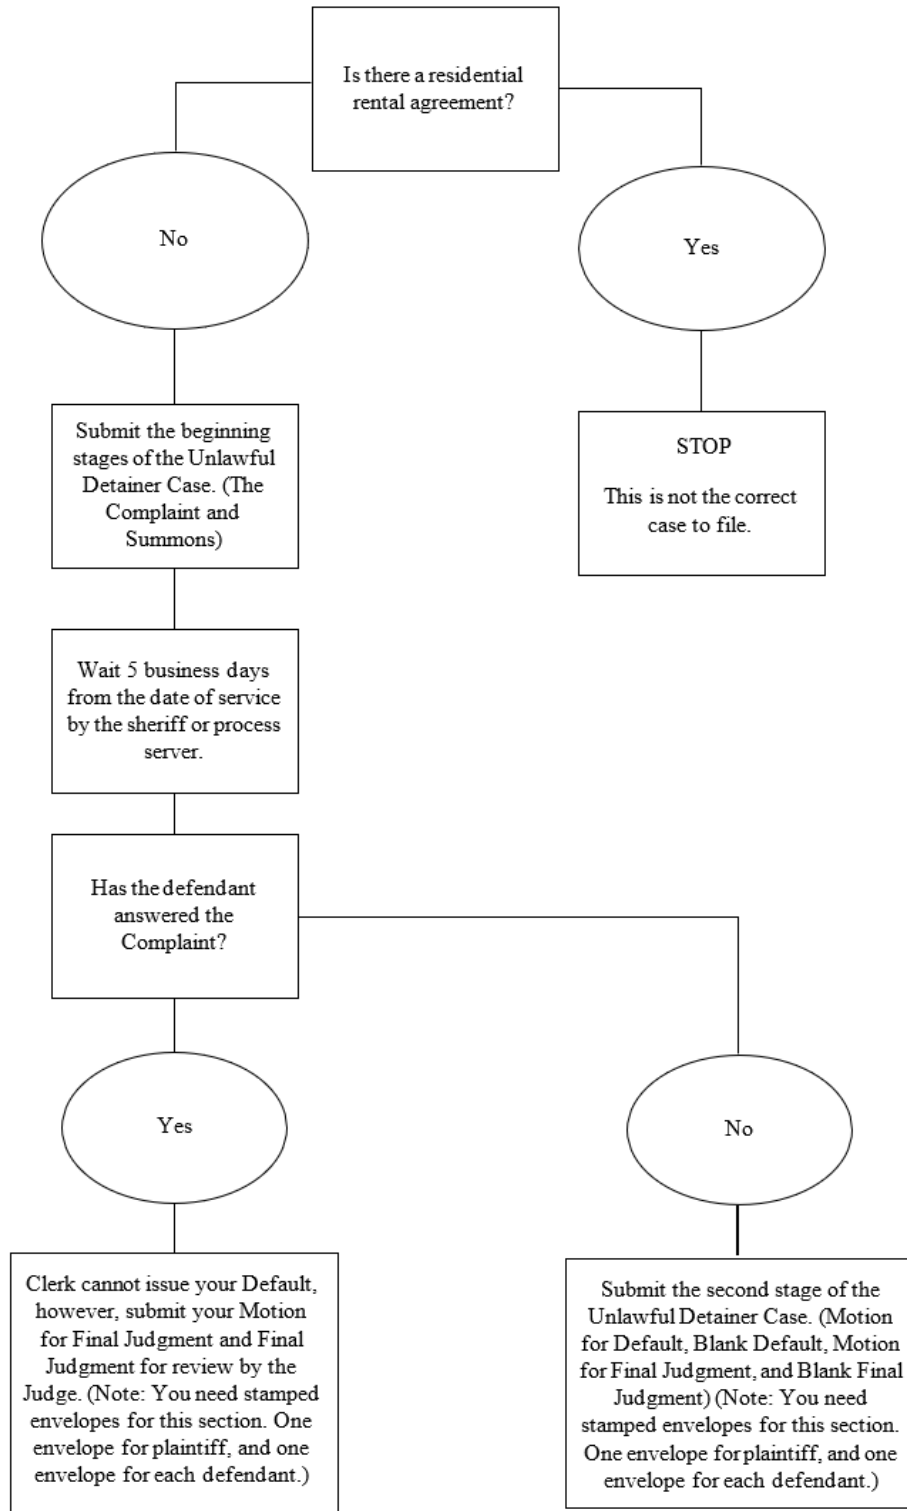 Is there a residential
rental agreement?
No
Yes
Submit the beginning
stages of the Unlawful
Detainer Case. (The
Complaint and
Summons)
STOP
This is not the correct
case to file.
Wait 5 business days
from the date of service
by the sheriff or process
server.
Has the defendant
answered the
Complaint?
Yes
No
Clerk cannot issue your Default,
however, submit your Motion
for Final Judgment and Final
Judgment for review by the
Judge. (Note: You need stamped
envelopes for this section. One
envelope for plaintiff, and one
envelope for each defendant.)
Submit the second stage of the
Unlawful Detainer Case. (Motion
for Default, Blank Default, Motion
for Final Judgment, and Blank Final
Judgment) (Note: You need
stamped envelopes for this section.
One envelope for plaintiff, and one
envelope for each defendant.)